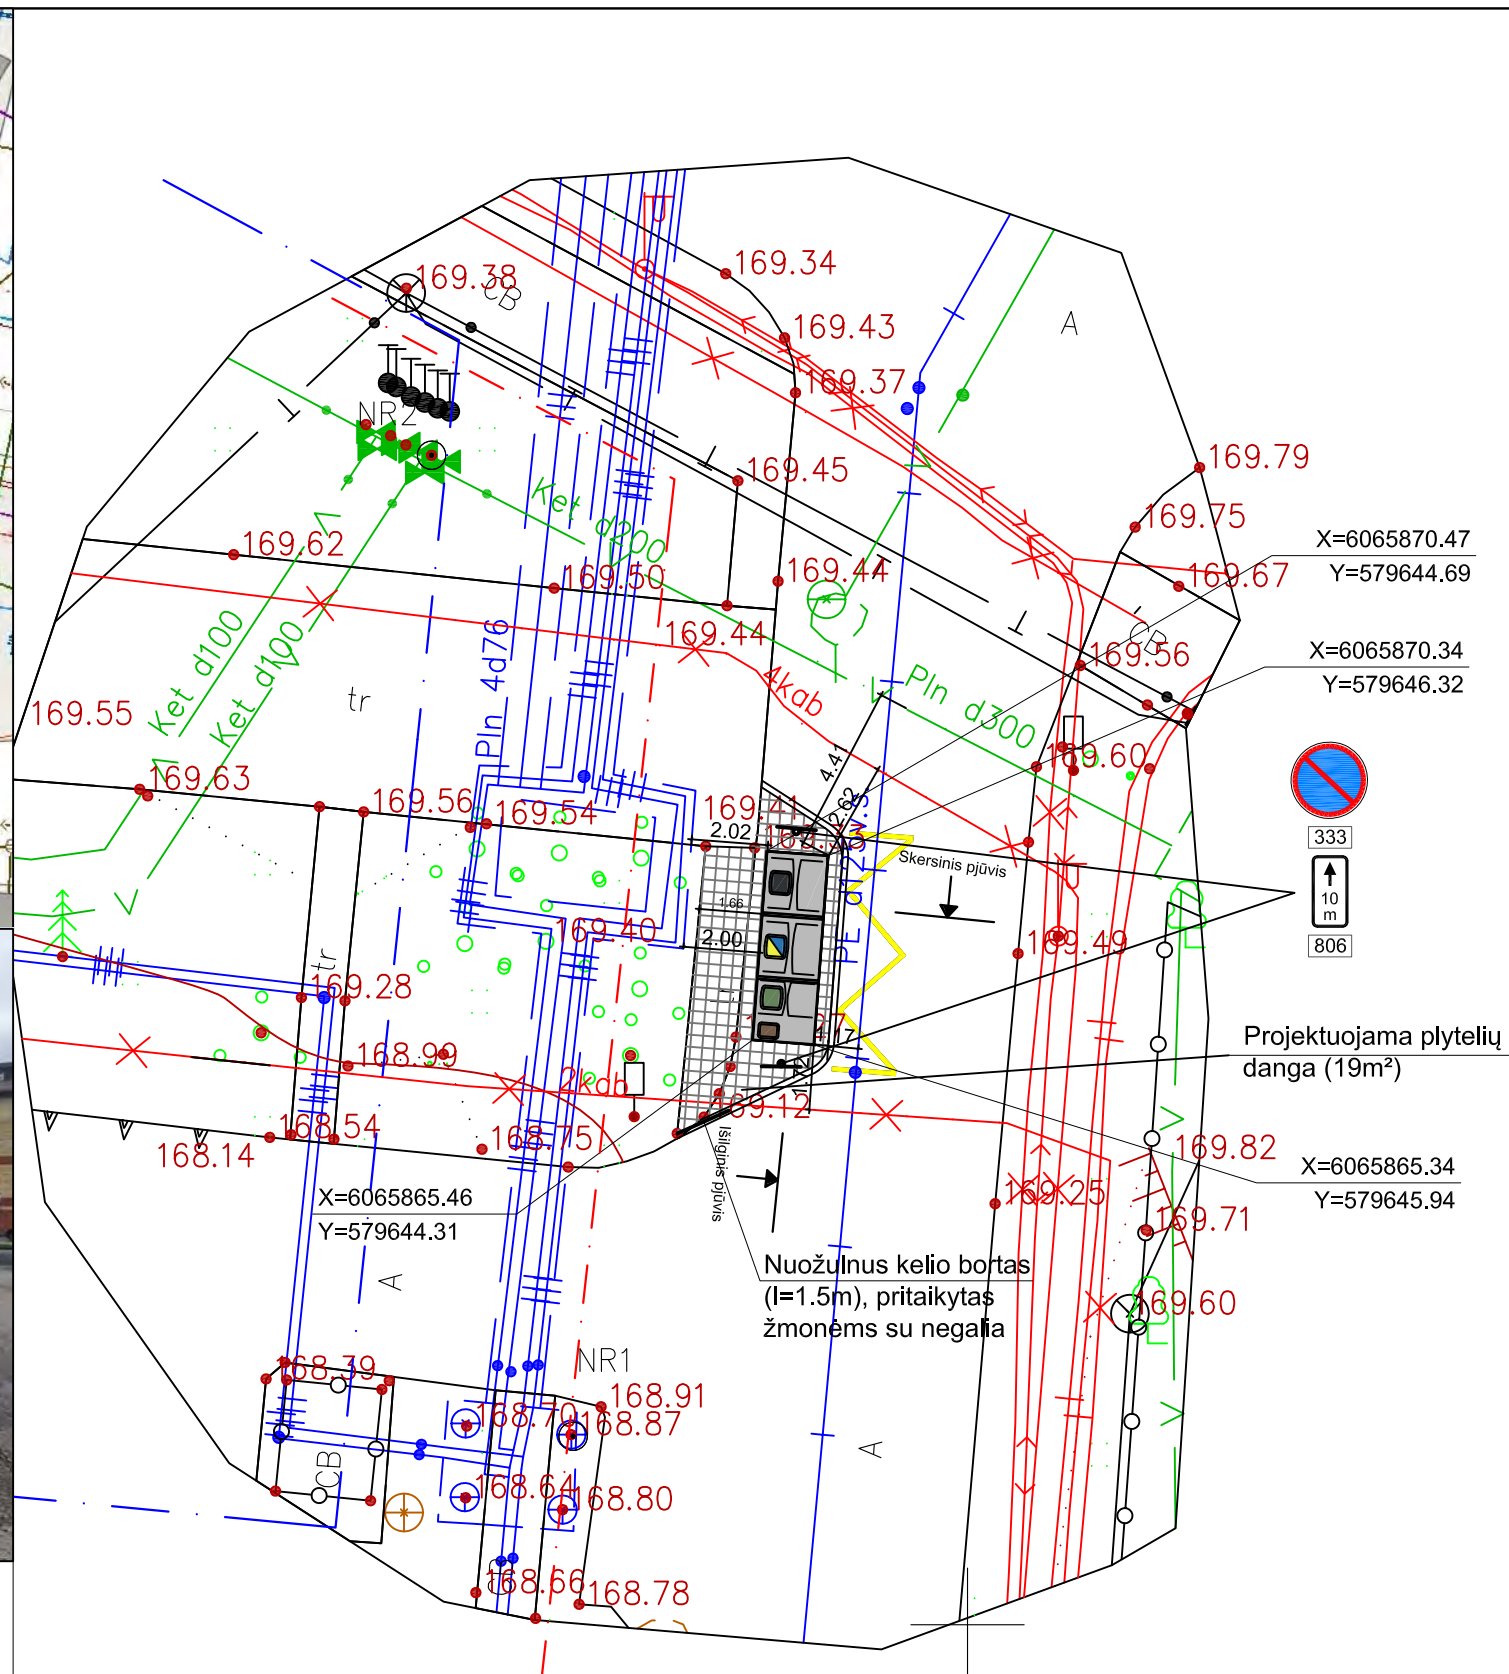 169.34
169.38
CB
169.43
A
169.37
NR2
169.79
169.45
Ket d200
169.75
X=6065870.47
Y=579644.69
169.62
169.50
169.44
169.67
169.44
Ket d100
Ket d100
Pln 4d76
CB
169.56
X=6065870.34
Y=579646.32
4kab
Pln d300
tr
169.55
4.41
169.60
169.63
169.56
169.54
169.41
2.62
2.02
333
Skersinis pjūvis
10
m
806
1.66
2.00
169.40
169.49
tr
169.28
Projektuojama plytelių
danga (19m²)
168.99
2kab
1.72
169.12
168.54
168.14
168.75
Išilginis pjūvis
169.82
X=6065865.34
Y=579645.94
X=6065865.46
Y=579644.31
169.25
169.71
Nuožulnus kelio bortas
(l=1.5m), pritaikytas
žmonėms su negalia
A
169.60
NR1
168.39
168.91
168.70
168.87
A
CB
168.64
168.80
168.66
168.78